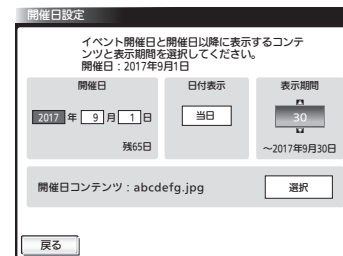 開催日設定
イベント開催日と開催日以降に表示するコンテ
ンツと表示期間を選択してください。
開催日：2017年9月1日
開催日 日付表示 表示期間
2017 年 9 月 1 日 当日 30
残65日 ～2017年9月30日
開催日コンテンツ：abcdefg.jpg 選択
戻る